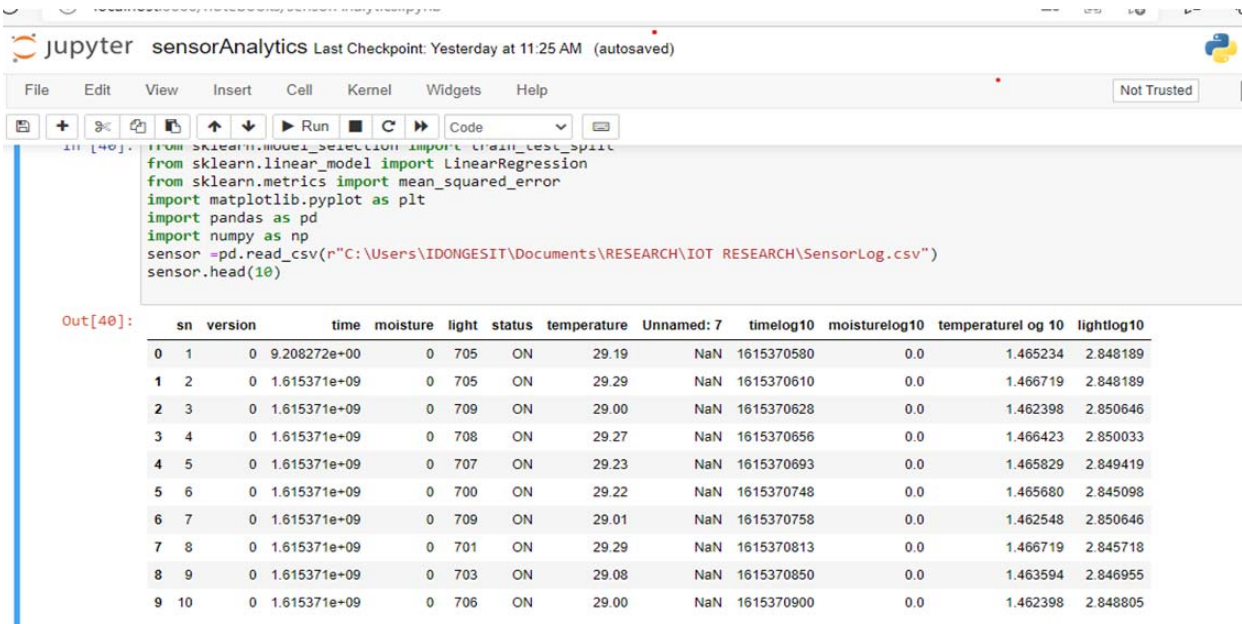 jupyter sensorAnalytics Last Checkpoint: Yesterday at 11:25 AM (autosaved)
File Edit View Insert Cell Kernel Widgets Help Not Trusted
Run Code
In [40]: from sklearn.model_selection import train_test_split
from sklearn.linear_model import LinearRegression
from sklearn.metrics import mean_squared_error
import matplotlib.pyplot as plt
import pandas as pd
import numpy as np
sensor =pd.read_csv(r"C:\Users\IDONGESIT\Documents\RESEARCH\IOT RESEARCH\SensorLog.csv")
sensor.head(10)
Out[40]:
sn version time moisture light status temperature Unnamed: 7 timelog10 moisturelog10 temperaturel og 10 lightlog10
0 1 0 9.208272e+00 0 705 ON 29.19 NaN 1615370580 0.0 1.465234 2.848189
1 2 0 1.615371e+09 0 705 ON 29.29 NaN 1615370610 0.0 1.466719 2.848189
2 3 0 1.615371e+09 0 709 ON 29.00 NaN 1615370628 0.0 1.462398 2.850646
3 4 0 1.615371e+09 0 708 ON 29.27 NaN 1615370656 0.0 1.466423 2.850033
4 5 0 1.615371e+09 0 707 ON 29.23 NaN 1615370693 0.0 1.465829 2.849419
5 6 0 1.615371e+09 0 700 ON 29.22 NaN 1615370748 0.0 1.465680 2.845098
6 7 0 1.615371e+09 0 709 ON 29.01 NaN 1615370758 0.0 1.462548 2.850646
7 8 0 1.615371e+09 0 701 ON 29.29 NaN 1615370813 0.0 1.466719 2.845718
8 9 0 1.615371e+09 0 703 ON 29.08 NaN 1615370850 0.0 1.463594 2.846955
9 10 0 1.615371e+09 0 706 ON 29.00 NaN 1615370900 0.0 1.462398 2.848805